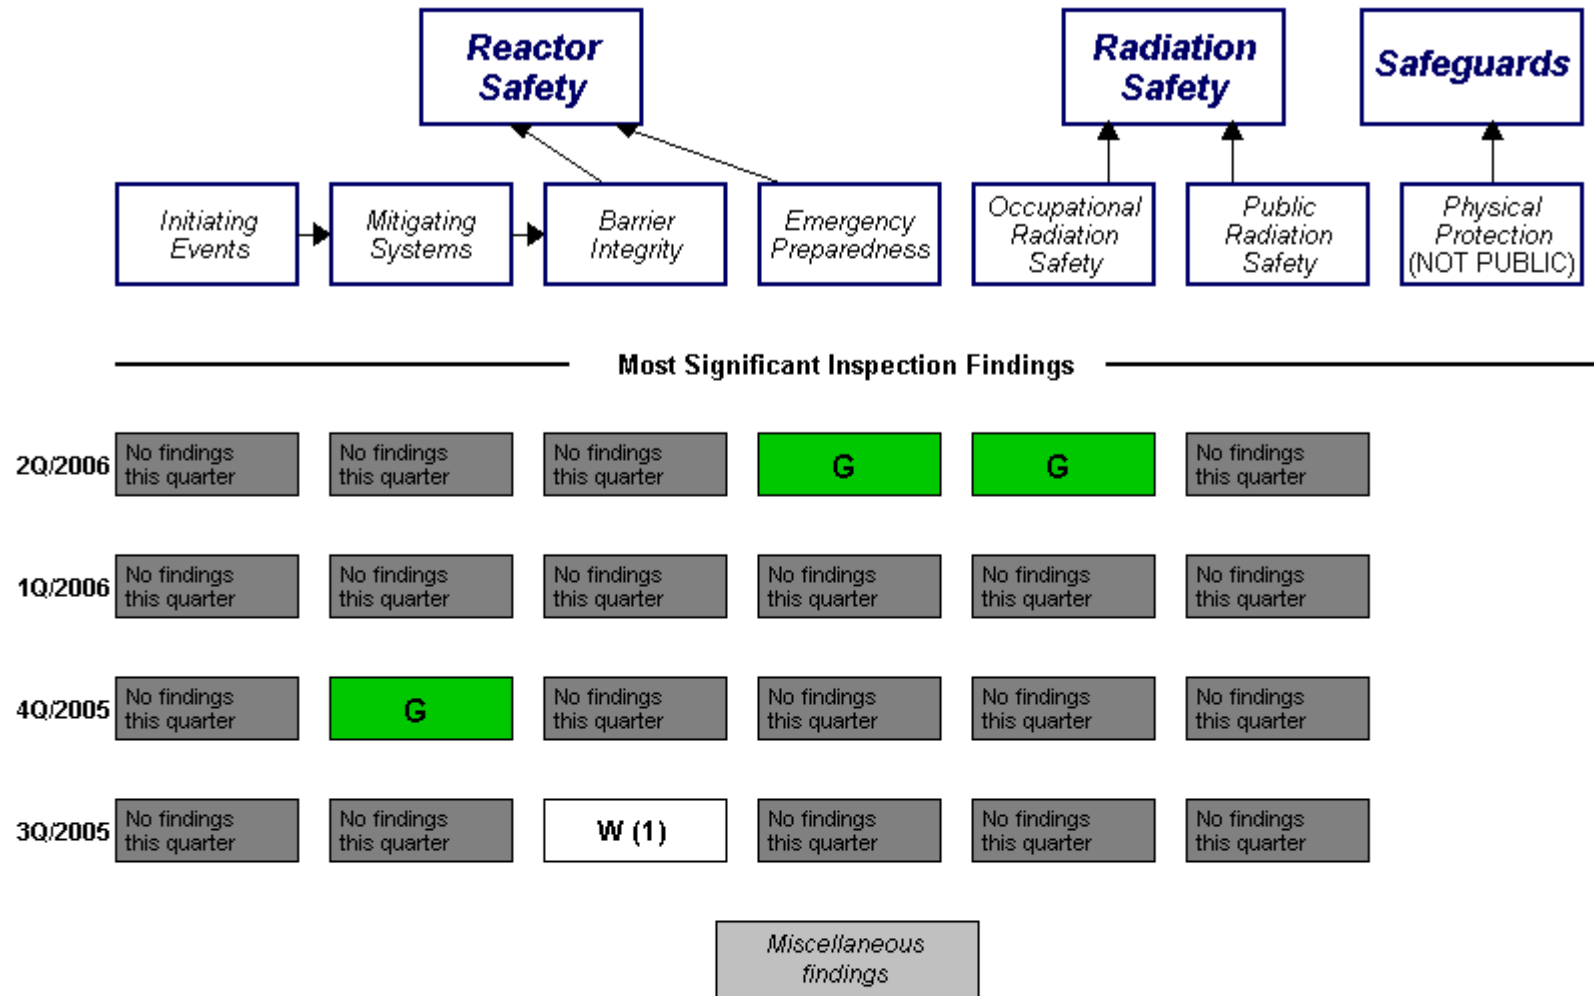 Reactor
Safety
Radiation
Safety
Safeguards
Initiating
Events
Mitigating
Systems
Barrier
Integrity
Emergency
Preparedness
Occupational
Radiation
Safety
Public
Radiation
Safety
Physical
Protection
(NOT PUBLIC)
Most Significant Inspection Findings
2Q/2006
No findings
this quarter
No findings
this quarter
No findings
this quarter
G
G
No findings
this quarter
1Q/2006
No findings
this quarter
No findings
this quarter
No findings
this quarter
No findings
this quarter
No findings
this quarter
No findings
this quarter
4Q/2005
No findings
this quarter
G
No findings
this quarter
No findings
this quarter
No findings
this quarter
No findings
this quarter
3Q/2005
No findings
this quarter
No findings
this quarter
W (1)
No findings
this quarter
No findings
this quarter
No findings
this quarter
Miscellaneous
findings